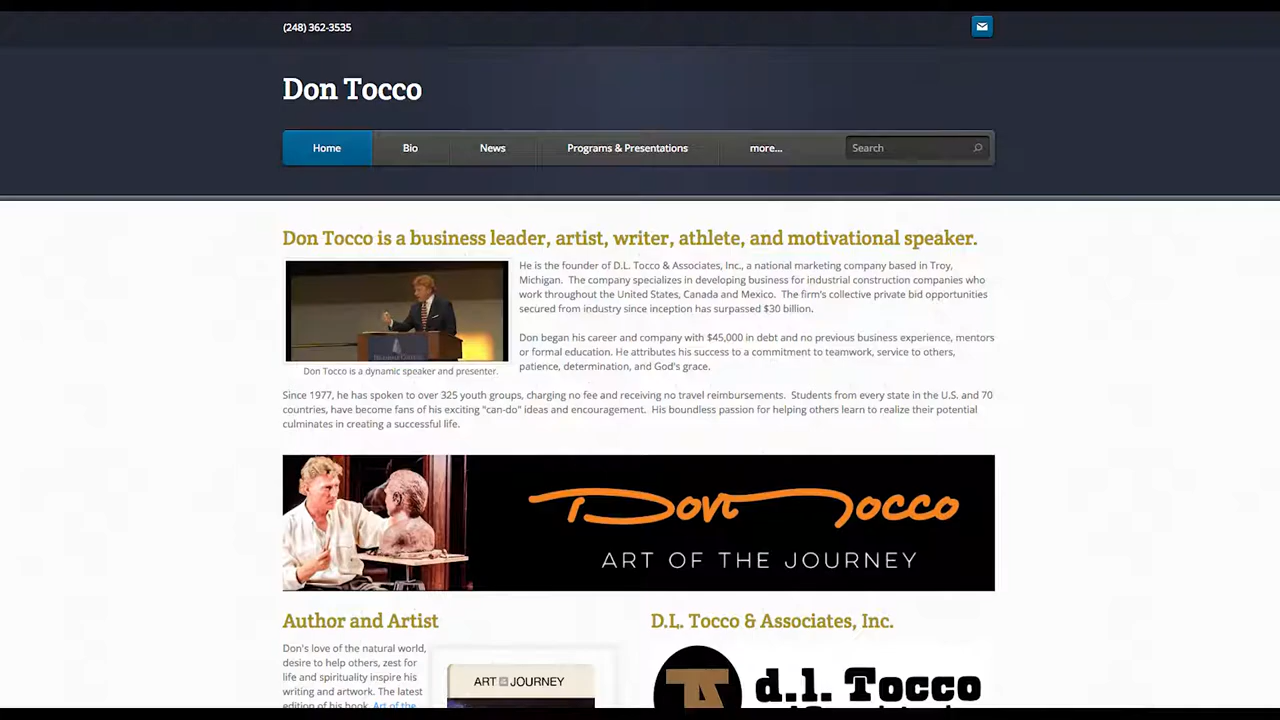 (248) 362-3535
Don Tocco
Home Bio News Programs & Presentations more... Search
Don Tocco is a business leader, artist, writer, athlete, and motivational speaker.
He is the founder of D.L. Tocco & Associates, Inc., a national marketing company based in Troy,
Michigan. The company specializes in developing business for industrial construction companies who
work throughout the United States, Canada and Mexico. The firm's collective private bid opportunities
secured from industry since inception has surpassed $30 billion.
Don began his career and company with $45,000 in debt and no previous business experience, mentors
or formal education. He attributes his success to a commitment to teamwork, service to others,
patience, determination, and God's grace.
Don Tocco is a dynamic speaker and presenter.
Since 1977, he has spoken to over 325 youth groups, charging no fee and receiving no travel reimbursements. Students from every state in the U.S. and 70
countries, have become fans of his exciting "can-do" ideas and encouragement. His boundless passion for helping others learn to realize their potential
culminates in creating a successful life.
Don Tocco
ART OF THE JOURNEY
Author and Artist
Don's love of the natural world,
desire to help others, zest for
life and spirituality inspire his
writing and artwork. The latest
edition of his book, Art of the
ART OF THE JOURNEY
D.L. Tocco & Associates, Inc.
d.l. Tocco